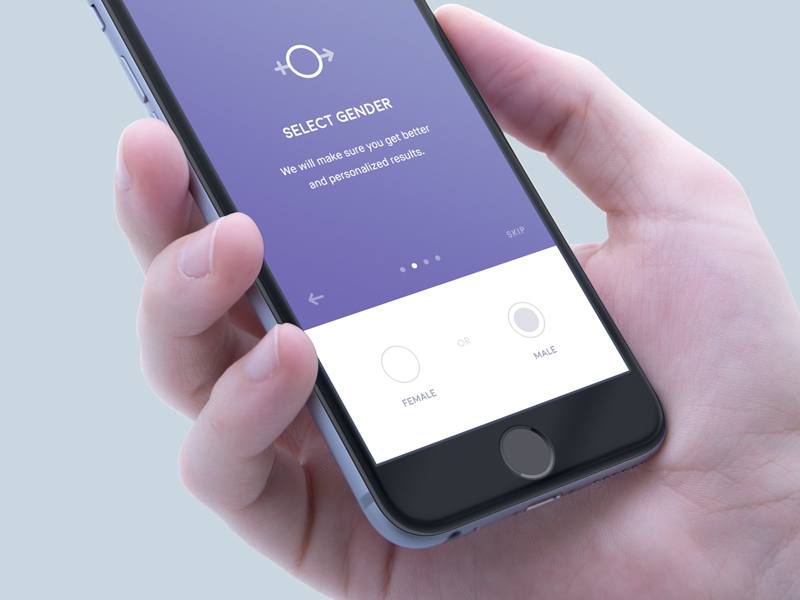 SELECT GENDER
We will make sure you get better
and personalized results.
SKIP
OR
FEMALE
MALE